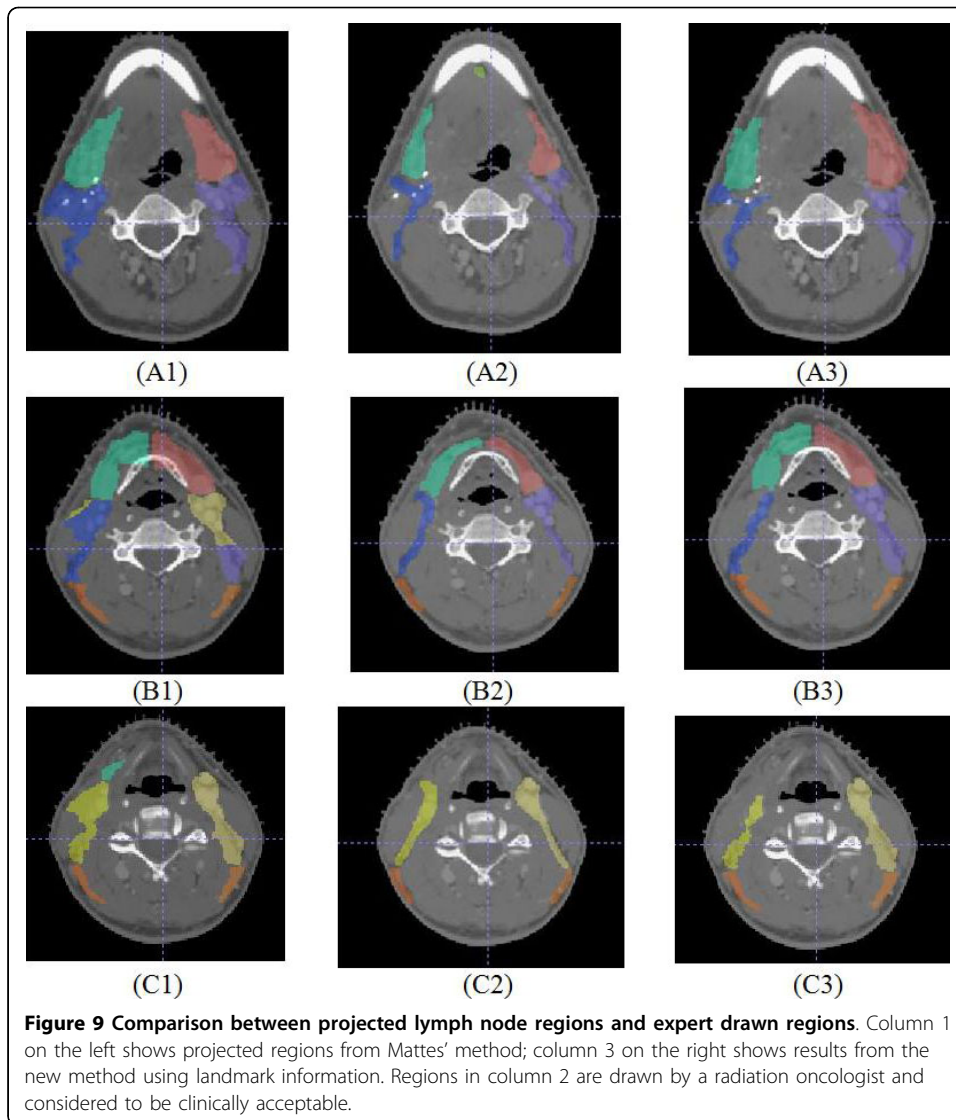 (A1)
(A2)
(A3)
(B1)
(B2)
(B3)
(C1)
(C2)
(C3)
Figure 9 Comparison between projected lymph node regions and expert drawn regions. Column 1
on the left shows projected regions from Mattes' method; column 3 on the right shows results from the
new method using landmark information. Regions in column 2 are drawn by a radiation oncologist and
considered to be clinically acceptable.